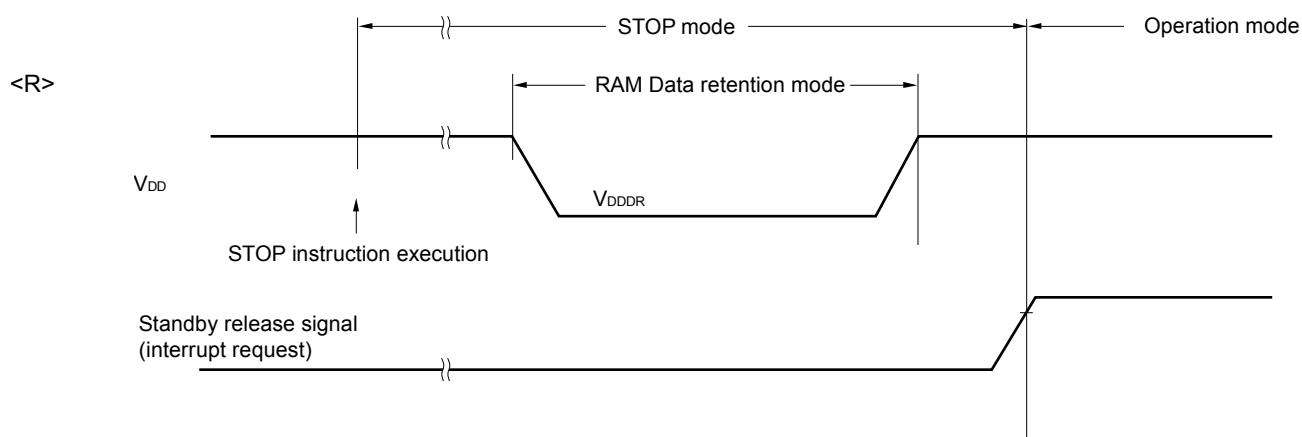 STOP mode
Operation mode
<R>
RAM Data retention mode
VDD
VDDDR
STOP instruction execution
Standby release signal
(interrupt request)